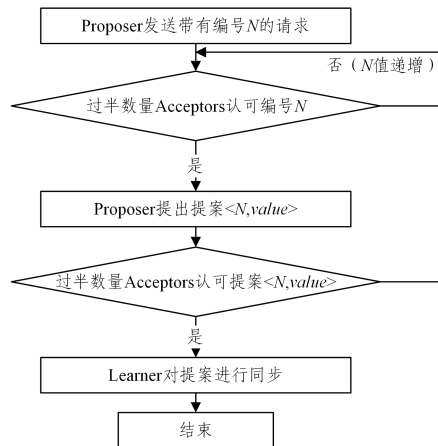 Proposer发送带有编号N的请求
否（N值递增）
过半数量Acceptors认可编号N
是
Proposer提出提案<N,value>
过半数量Acceptors认可提案<N,value>
是
Learner对提案进行同步
结束